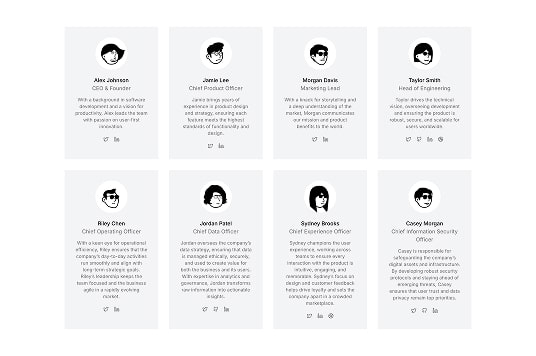 Alex Johnson
CEO & Founder
With a background in software
development and a vision for
productivity, Alex leads the team
with passion on user-first
innovation.
Jamie Lee
Chief Product Officer
Jamie brings years of
experience in product design
and strategy, ensuring each
feature meets the highest
standards of functionality and
design.
Morgan Davis
Marketing Lead
With a knack for storytelling and
a deep understanding of the
market, Morgan communicates
our mission and product
benefits to the world.
Taylor Smith
Head of Engineering
Taylor drives the technical
vision, overseeing development
and ensuring the product is
robust, secure, and scalable for
users worldwide.
Riley Chen
Chief Operating Officer
With a keen eye for operational
efficiency, Riley ensures that the
company's day-to-day activities
run smoothly and align with
long-term strategic goals.
Riley's leadership keeps the
team focused and the business
agile in a rapidly evolving
market.
Jordan Patel
Chief Data Officer
Jordan oversees the company's
data strategy, ensuring that data
is managed ethically, securely,
and used to create value for
both the business and its users.
With expertise in analytics and
governance, Jordan transforms
raw information into actionable
insights.
Sydney Brooks
Chief Experience Officer
Sydney champions the user
experience, working across
teams to ensure every
interaction with the product is
intuitive, engaging, and
memorable. Sydney's focus on
design and customer feedback
helps drive loyalty and sets the
company apart in a crowded
marketplace.
Casey Morgan
Chief Information Security
Officer
Casey is responsible for
safeguarding the company's
digital assets and infrastructure.
By developing robust security
protocols and staying ahead of
emerging threats, Casey
ensures that user trust and data
privacy remain top priorities.